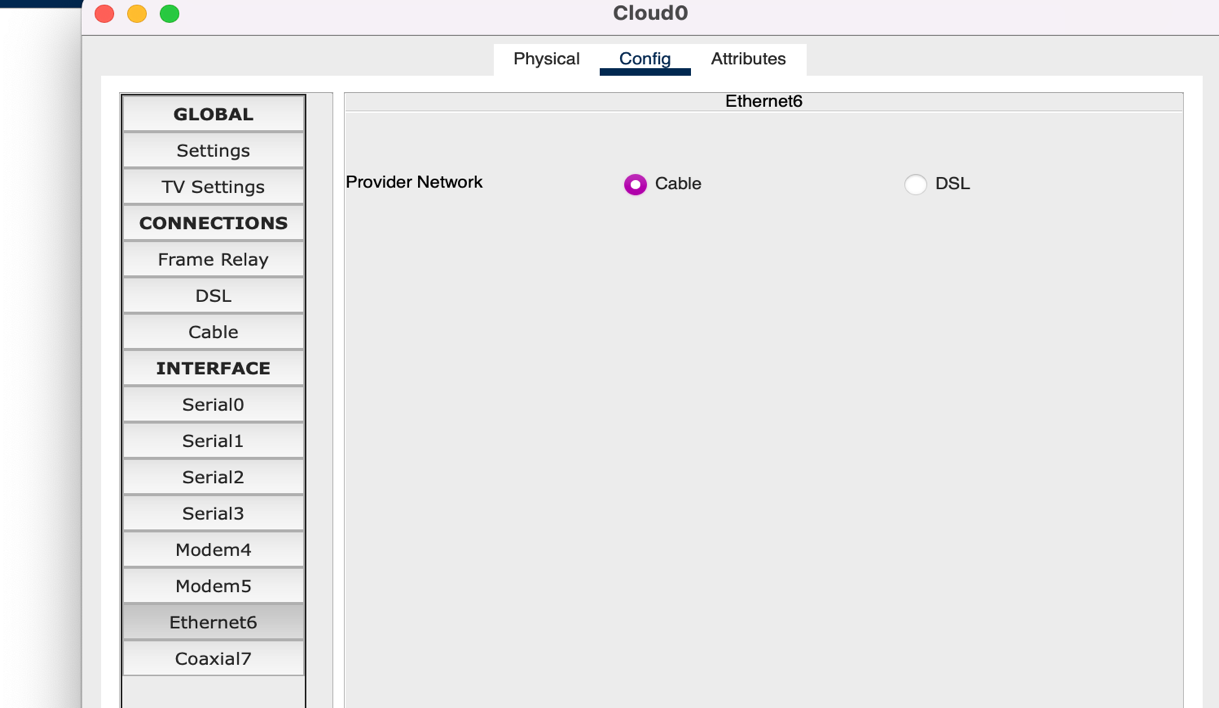 Cloud0
Physical
Config
Attributes
GLOBAL
Settings
TV Settings
CONNECTIONS
Frame Relay
DSL
Cable
INTERFACE
Serial0
Serial1
Serial2
Serial3
Modem4
Modem5
Ethernet6
Coaxial7
Ethernet6
Provider Network
Cable
DSL